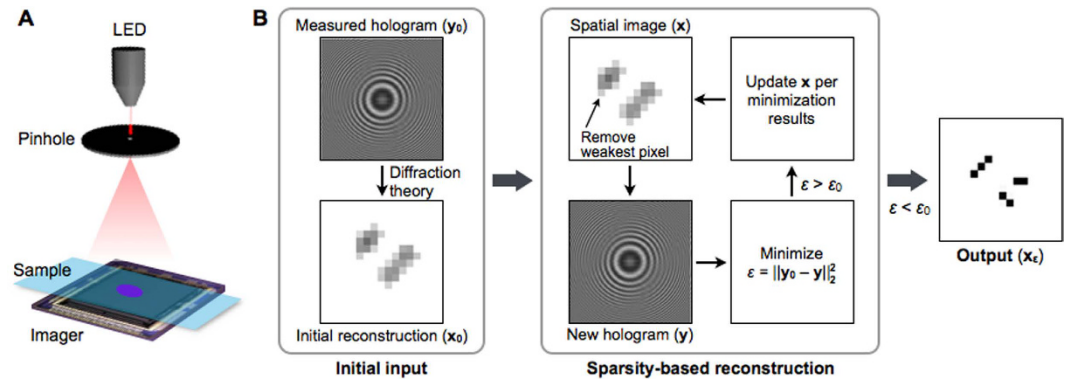 A
LED
Pinhole
Sample
Imager
B
Measured hologram (y₀)
Diffraction
theory
Initial reconstruction (x₀)
Initial input
Spatial image (x)
Remove
weakest pixel
New hologram (y)
Update x per
minimization
results
ε > ε₀
Minimize
ε = ||y₀ – y||₂²
Sparsity-based reconstruction
ε < ε₀
Output (xε)